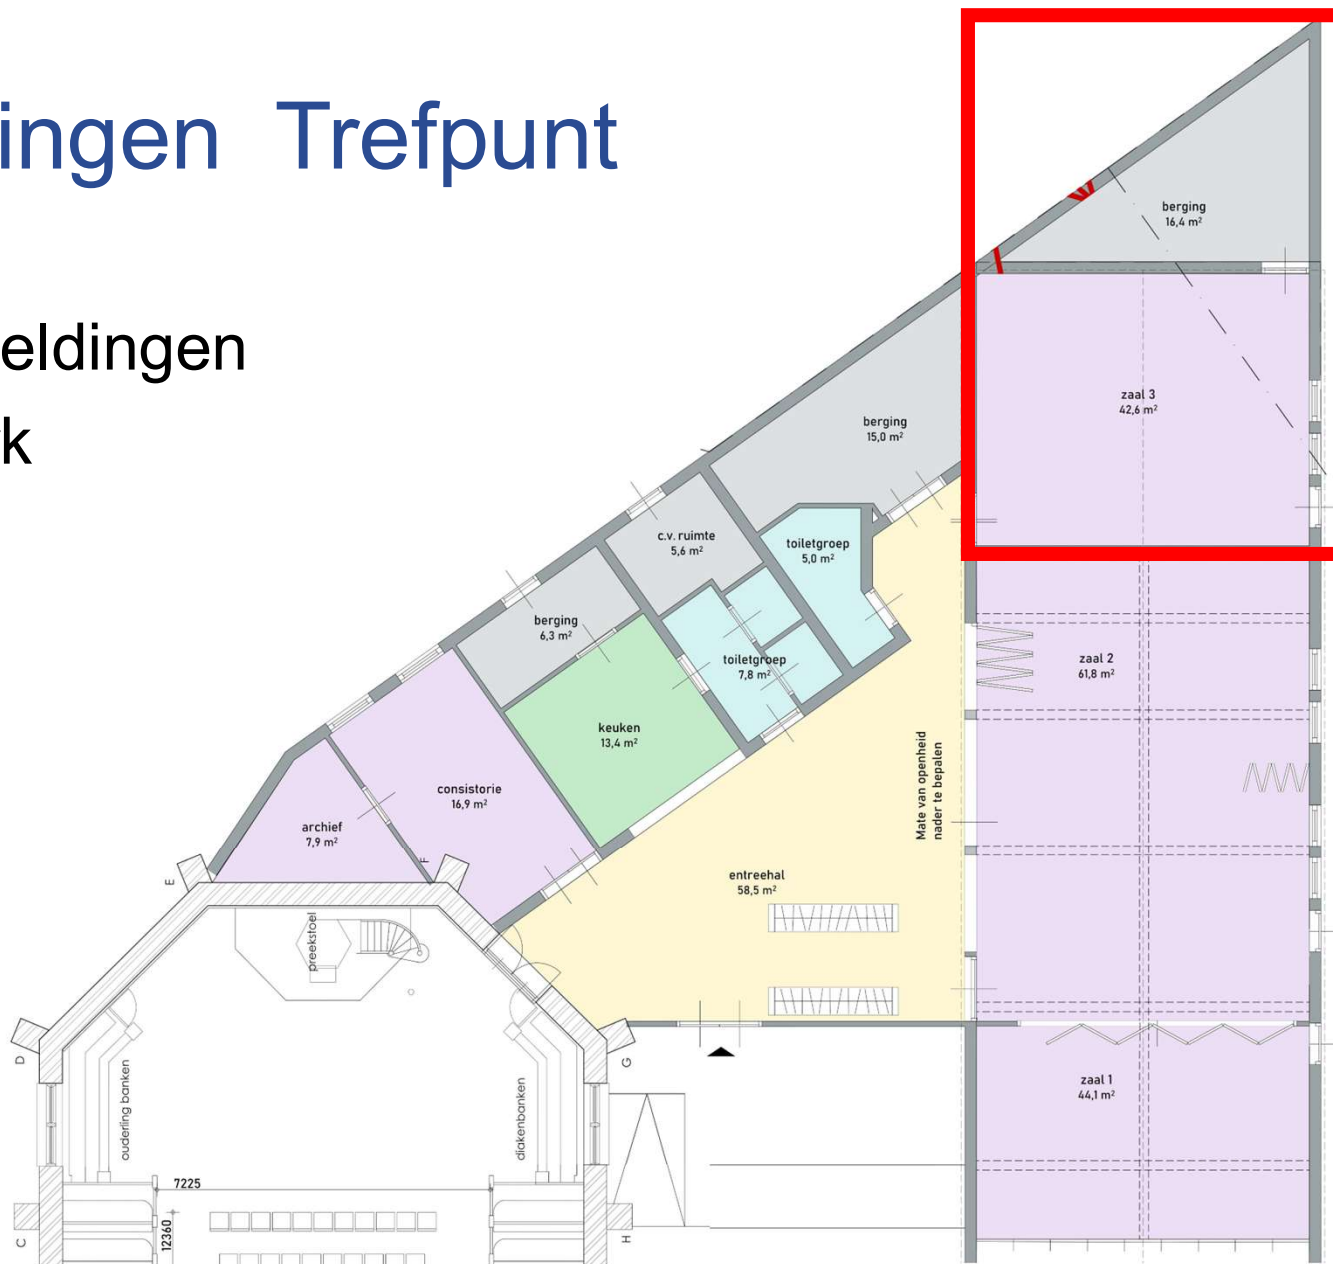 ingen Trefpunt
eldingen
k
berging
16,4 m²
zaal 3
42,6 m²
berging
15,0 m²
c.v. ruimte
5,6 m²
toiletgroep
5,0 m²
berging
6,3 m²
toiletgroep
7,8 m²
zaal 2
61,8 m²
keuken
13,4 m²
Mate van openheid
nader te bepalen
consistorie
16,9 m²
archief
7,9 m²
entreehal
58,5 m²
E
F
preekstoel
D
G
ouderling banken
diakenbanken
zaal 1
44,1 m²
7225
12360
C
H